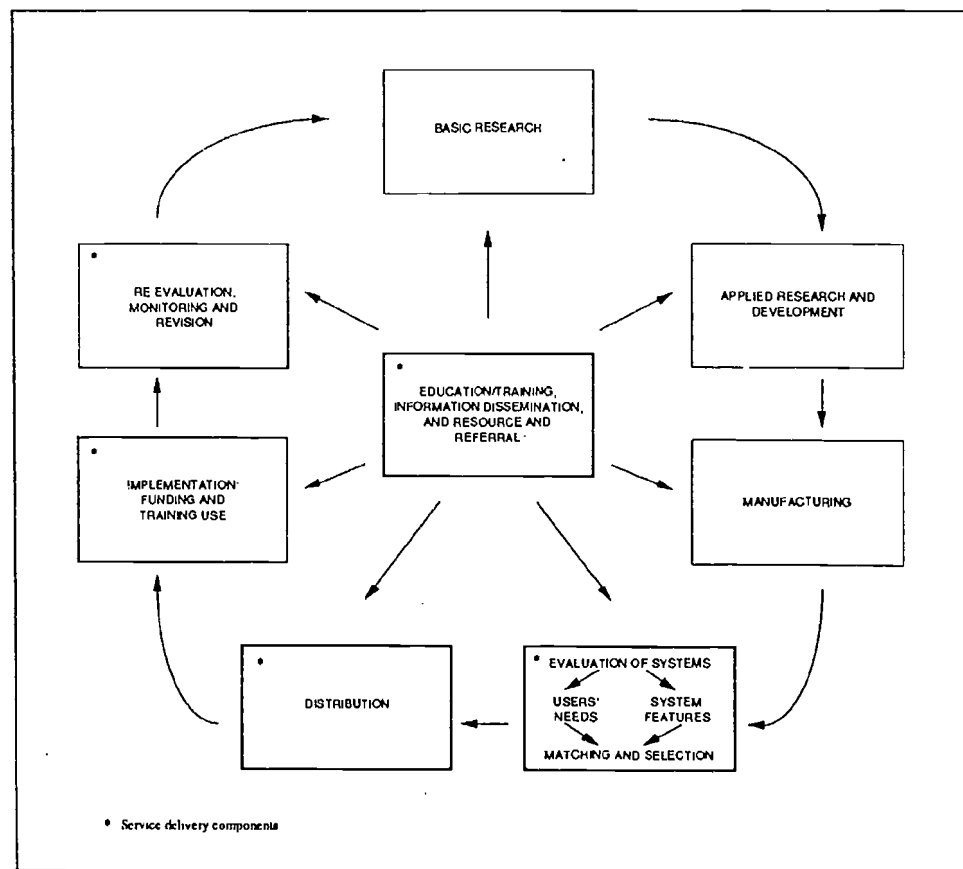 BASIC RESEARCH
*
RE EVALUATION,
MONITORING AND
REVISION
APPLIED RESEARCH AND
DEVELOPMENT
*
EDUCATION/TRAINING,
INFORMATION DISSEMINATION,
AND RESOURCE AND
REFERRAL
*
IMPLEMENTATION
FUNDING AND
TRAINING USE
MANUFACTURING
*
DISTRIBUTION
* EVALUATION OF SYSTEMS
USERS' SYSTEM
NEEDS FEATURES
MATCHING AND SELECTION
* Service delivery components